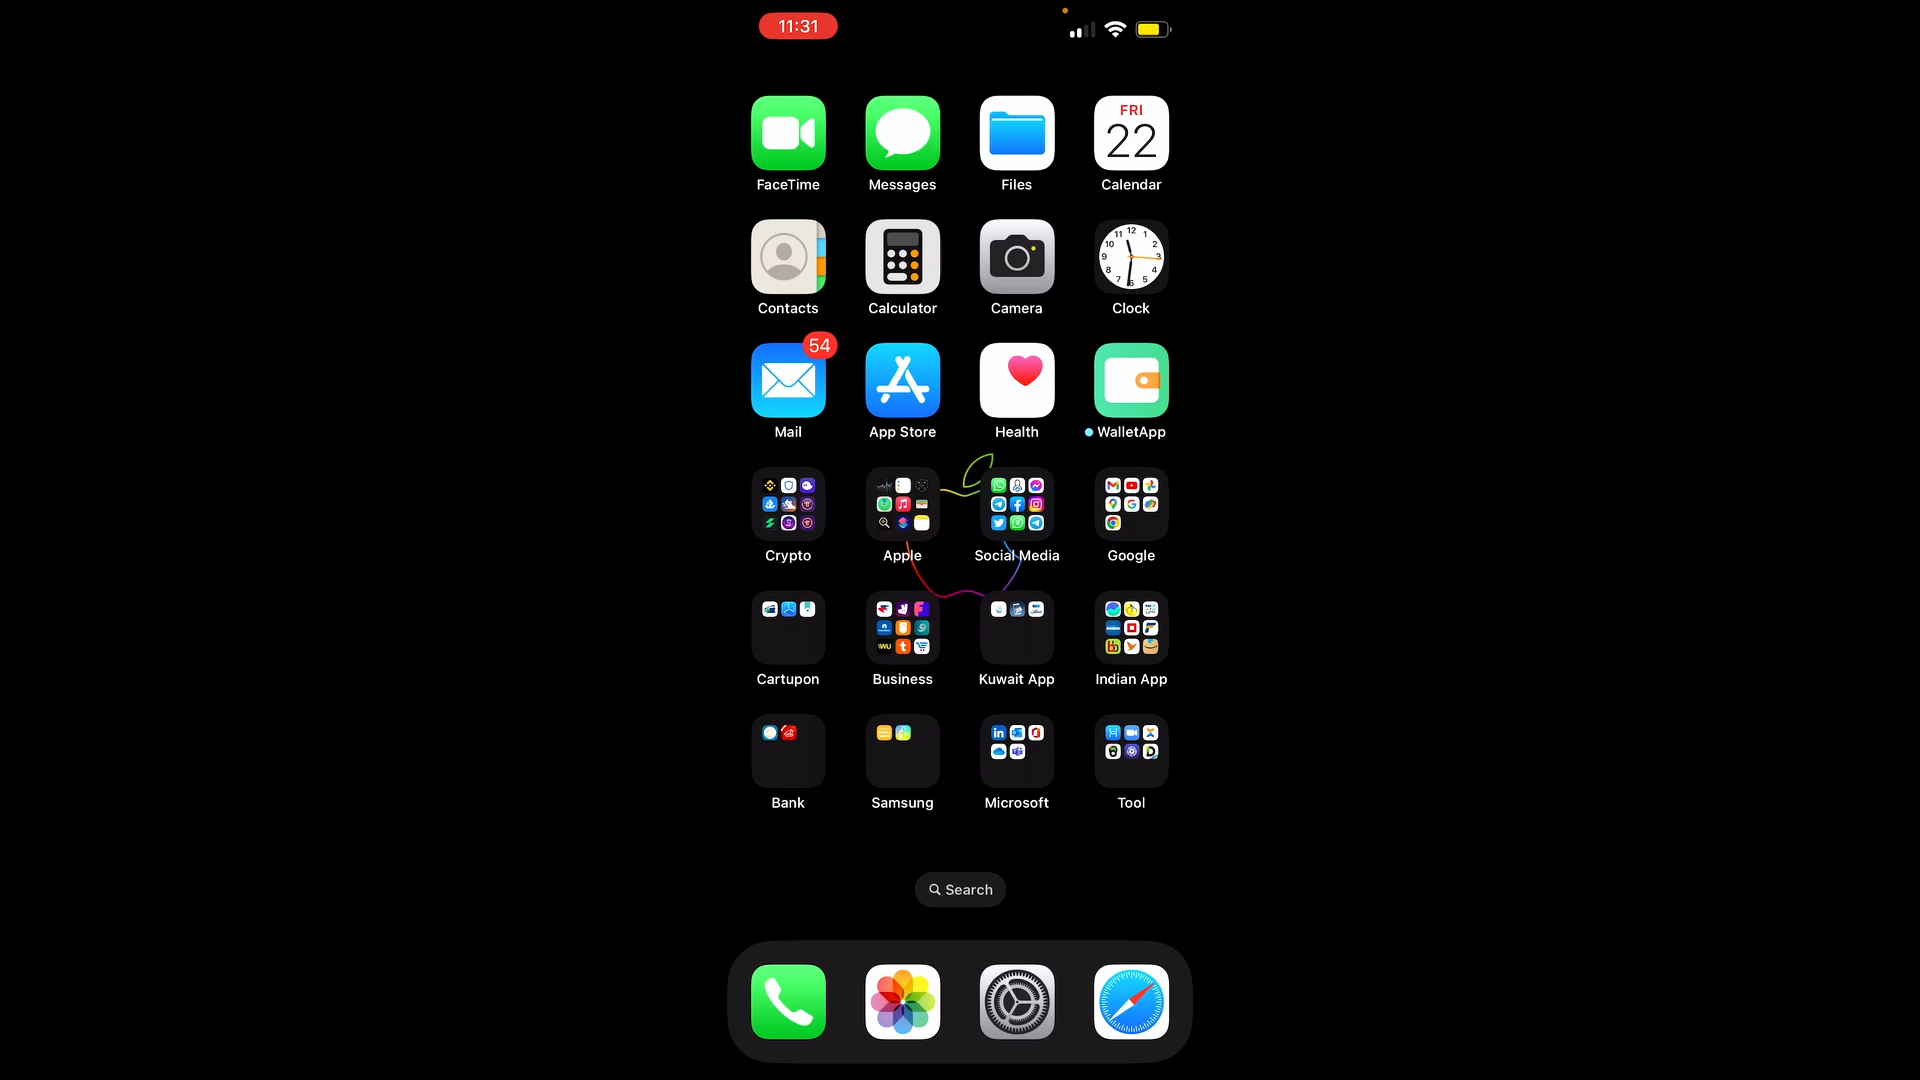 11:31
FRI
22
FaceTime Messages Files Calendar
Contacts Calculator Camera Clock
54
Mail App Store Health WalletApp
Crypto Apple Social Media Google
Cartupon Business Kuwait App Indian App
Bank Samsung Microsoft Tool
Search